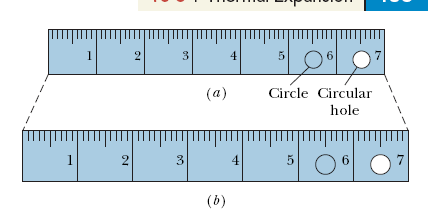 Thermal Expansion
1 2 3 4 5 6 7
(a) Circle Circular
hole
1 2 3 4 5 6 7
(b)